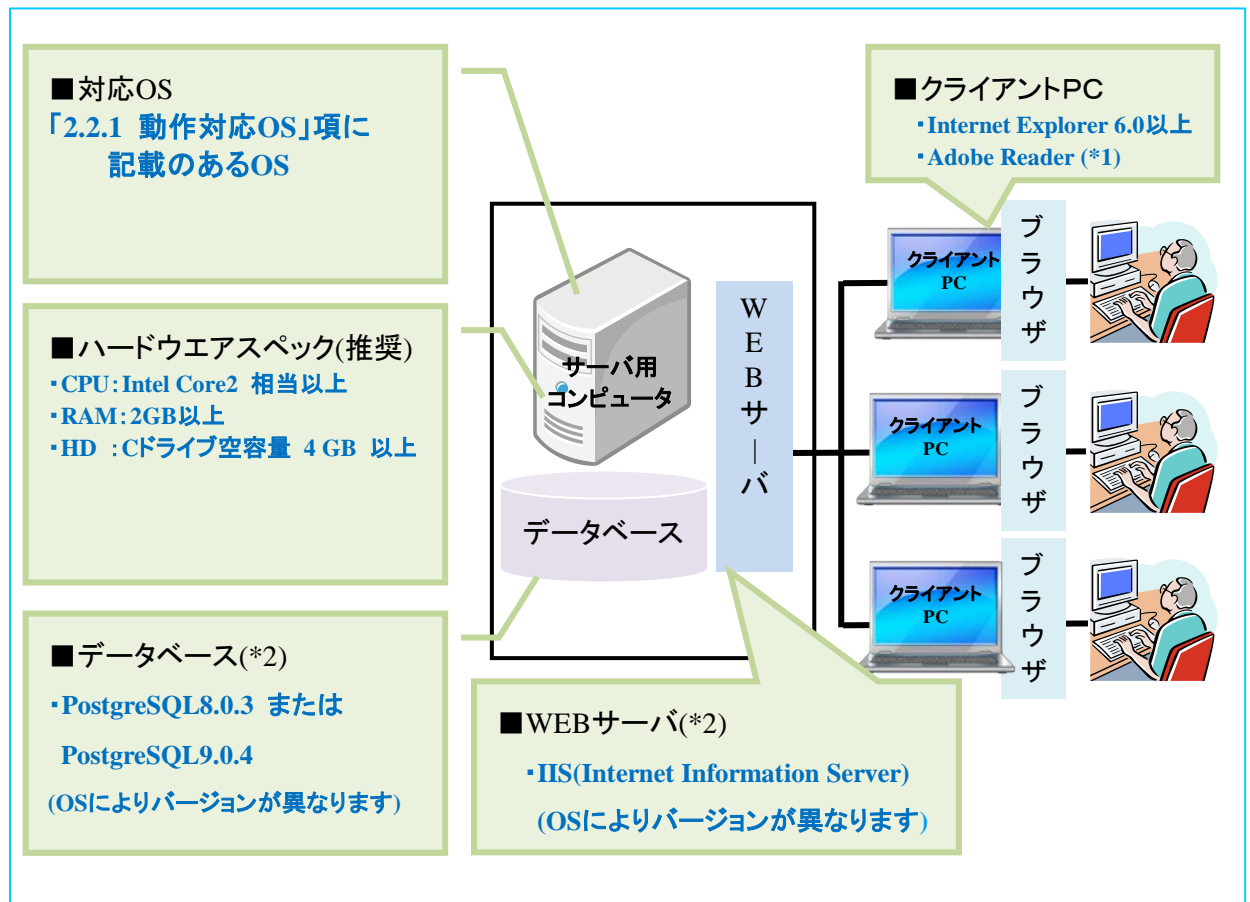 ■対応OS
「2.2.1 動作対応OS」項に
記載のあるOS
■クライアントPC
・Internet Explorer 6.0以上
・Adobe Reader (*1)
■ハードウエアスペック(推奨)
・CPU:Intel Core2 相当以上
・RAM:2GB以上
・HD :Cドライブ空容量 4 GB 以上
■データベース(*2)
・PostgreSQL8.0.3 または
PostgreSQL9.0.4
(OSによりバージョンが異なります)
サーバ用
コンピュータ
データベース
WEBサーバ
■WEBサーバ(*2)
・IIS(Internet Information Server)
(OSによりバージョンが異なります)
クライアント
PC
ブラウザ
クライアント
PC
ブラウザ
クライアント
PC
ブラウザ